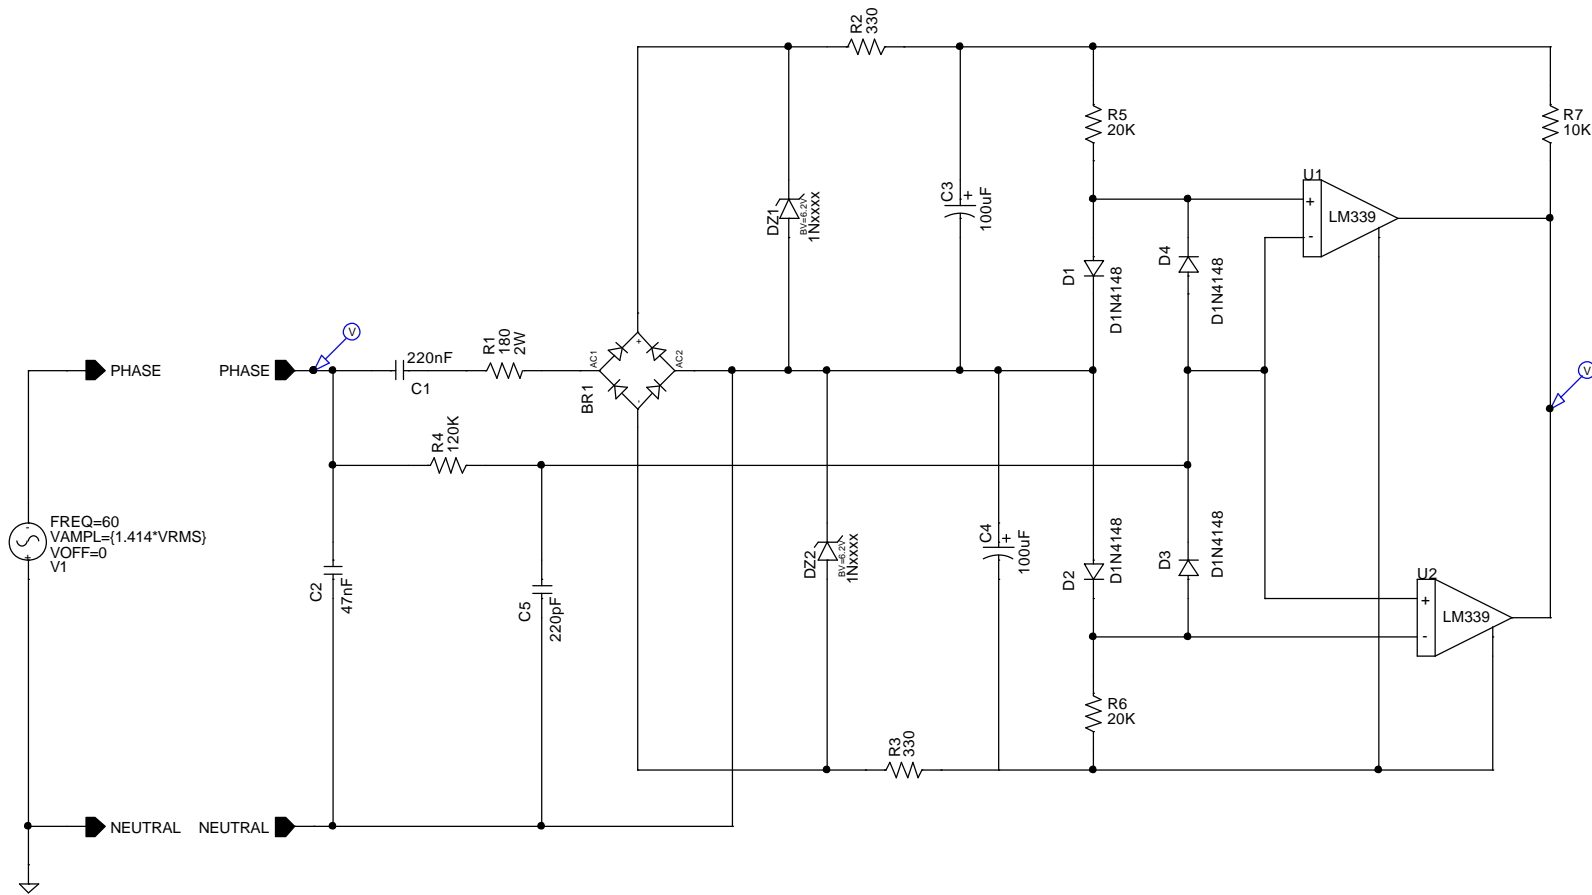 R2
330
R5
20K
R7
10K
U1
+
-
LM339
C3
+
100uF
DZ1
BV=6.2V
1Nxxxx
D1
D1N4148
D4
D1N4148
V
PHASE
PHASE
220nF
C1
R1
180
2W
AC1
+
AC2
-
BR1
V
R4
120K
FREQ=60
VAMPL={1.414*VRMS}
VOFF=0
V1
-
+
C2
47nF
C5
220pF
DZ2
BV=6.2V
1Nxxxx
C4
+
100uF
D2
D1N4148
D3
D1N4148
U2
+
-
LM339
R6
20K
R3
330
NEUTRAL
NEUTRAL